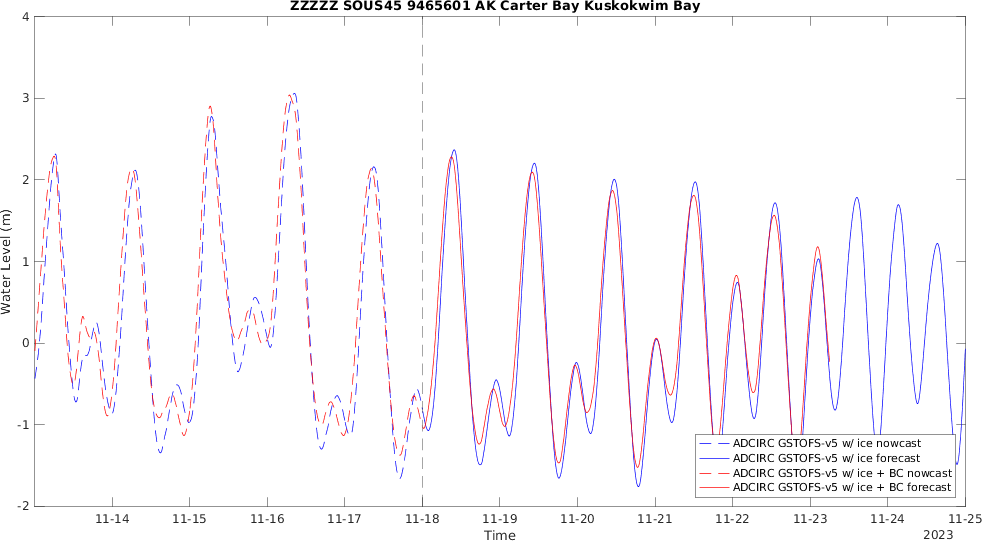 ZZZZZ SOUS45 9465601 AK Carter Bay Kuskokwim Bay
4
3
2
1
0
-1
-2
Water Level (m)
11-14 11-15 11-16 11-17 11-18 11-19 11-20 11-21 11-22 11-23 11-24 11-25
Time
2023
ADCIRC GSTOFS-v5 w/ ice nowcast
ADCIRC GSTOFS-v5 w/ ice forecast
ADCIRC GSTOFS-v5 w/ ice + BC nowcast
ADCIRC GSTOFS-v5 w/ ice + BC forecast